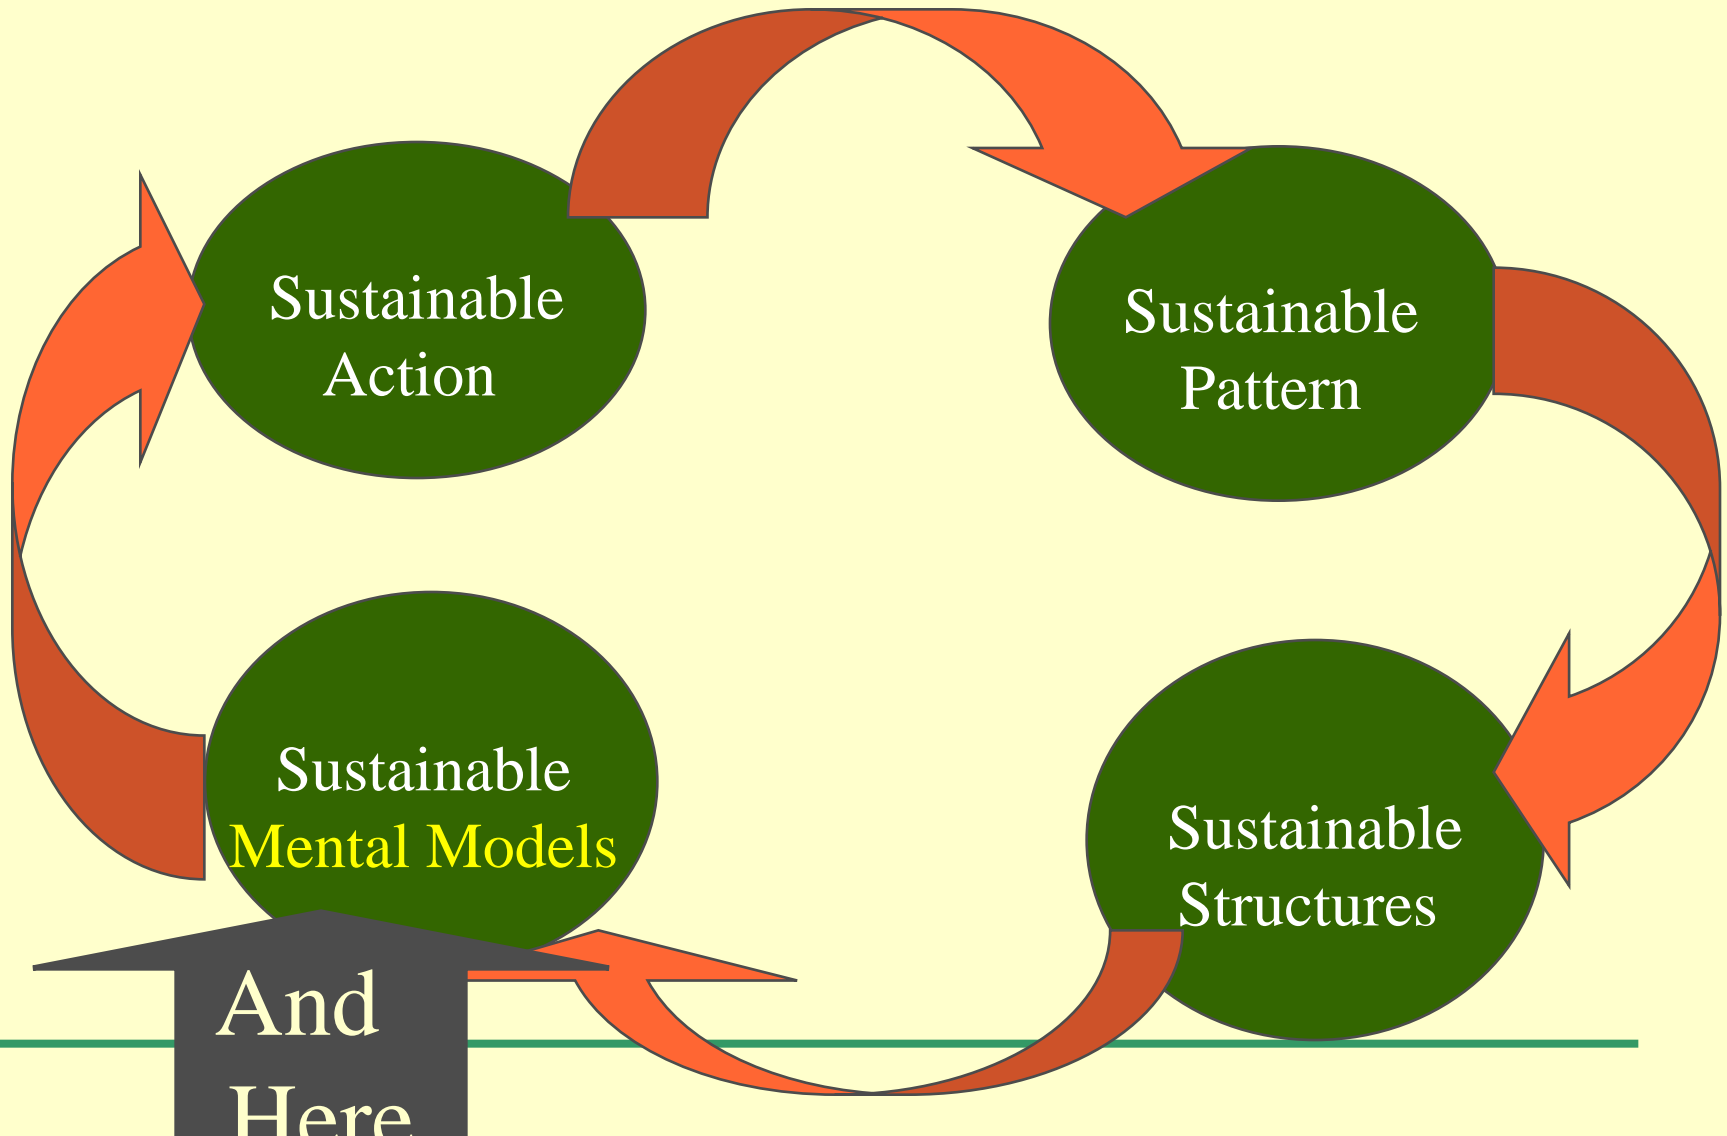 Sustainable
Action
Sustainable
Pattern
Sustainable
Mental Models
Sustainable
Structures
And
Here